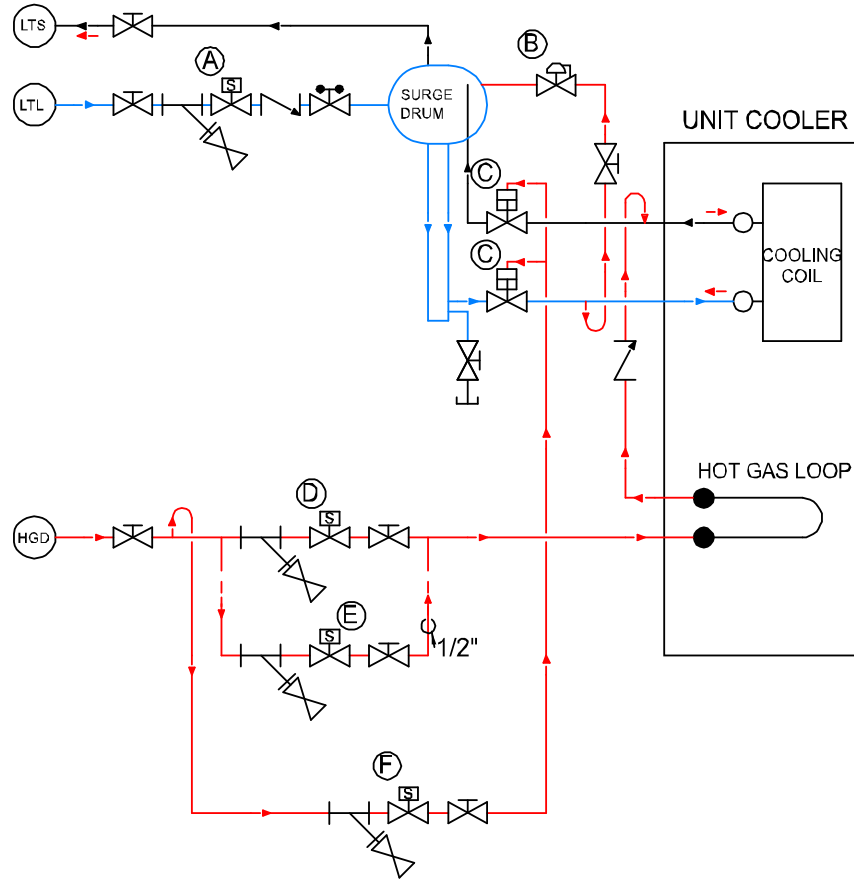 LTS
B
A
S
LTL
SURGE
DRUM
UNIT COOLER
C
COOLING
COIL
C
HOT GAS LOOP
D
S
HGD
E
S
1/2"
F
S